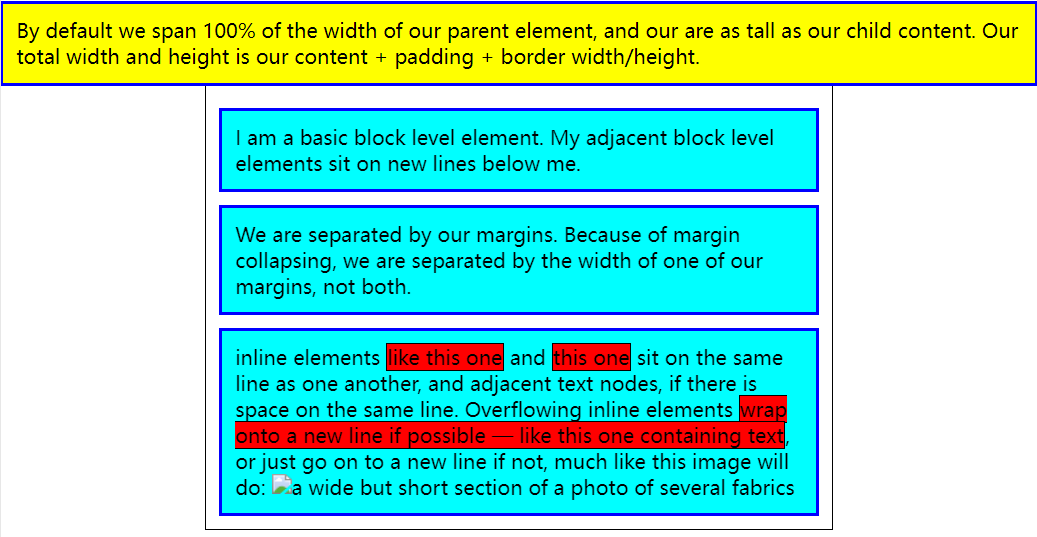 By default we span 100% of the width of our parent element, and our are as tall as our child content. Our
total width and height is our content + padding + border width/height.
I am a basic block level element. My adjacent block level
elements sit on new lines below me.
We are separated by our margins. Because of margin
collapsing, we are separated by the width of one of our
margins, not both.
inline elements like this one and this one sit on the same
line as one another, and adjacent text nodes, if there is
space on the same line. Overflowing inline elements wrap
onto a new line if possible — like this one containing text,
or just go on to a new line if not, much like this image will
do: a wide but short section of a photo of several fabrics